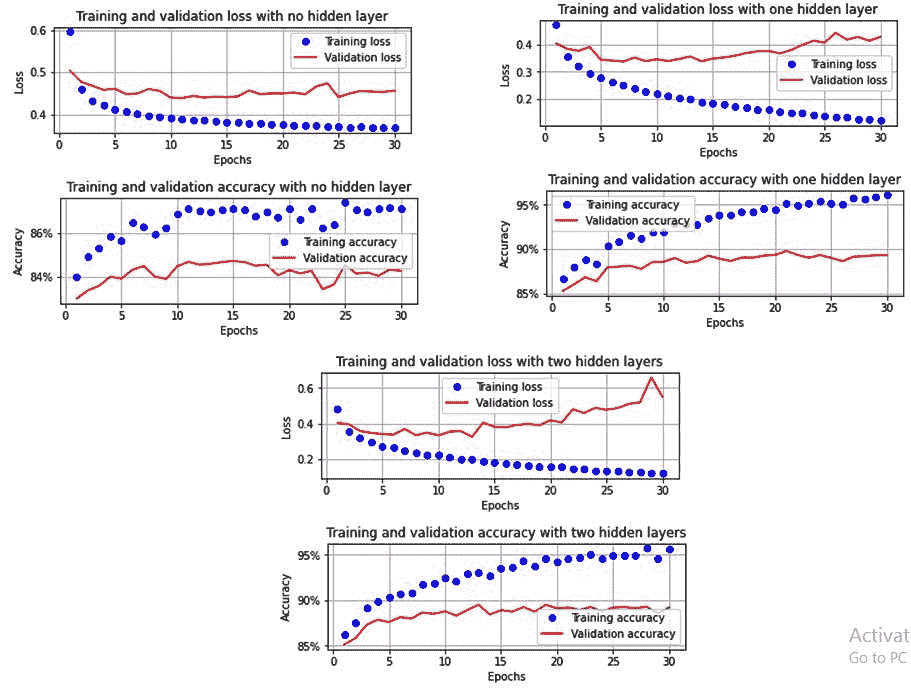 Training and validation loss with no hidden layer
0.6
0.5
0.4
Loss
Training loss
Validation loss
0 5 10 15 20 25 30
Epochs
Training and validation loss with one hidden layer
0.4
0.3
0.2
Loss
Training loss
Validation loss
0 5 10 15 20 25 30
Epochs
Training and validation accuracy with no hidden layer
86%
84%
Accuracy
Training accuracy
Validation accuracy
0 5 10 15 20 25 30
Epochs
Training and validation accuracy with one hidden layer
95%
90%
85%
Accuracy
Training accuracy
Validation accuracy
0 5 10 15 20 25 30
Epochs
Training and validation loss with two hidden layers
0.6
0.4
0.2
Loss
Training loss
Validation loss
0 5 10 15 20 25 30
Epochs
Training and validation accuracy with two hidden layers
95%
90%
85%
Accuracy
Training accuracy
Validation accuracy
0 5 10 15 20 25 30
Epochs
Activat
Go to PC